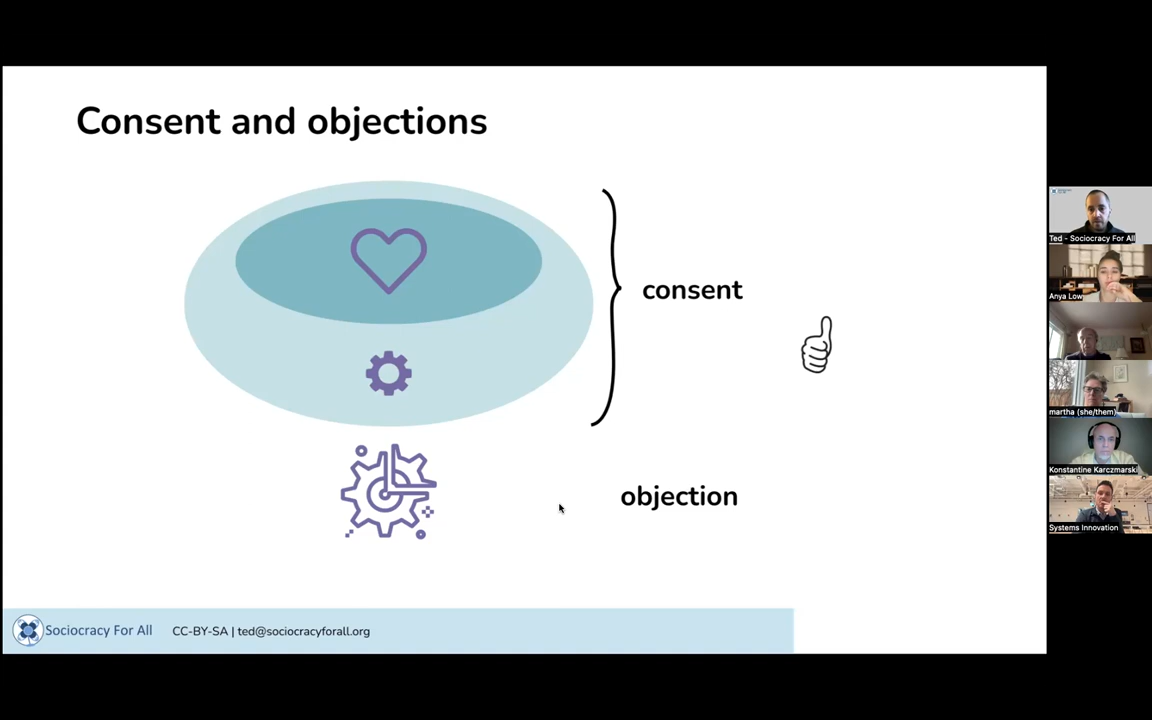 Consent and objections
consent
objection
Sociocracy For All
CC-BY-SA | ted@sociocracyforall.org
Ted - Sociocracy For All
Anya Low
martha (she/them)
Konstantine Karczmarski
Systems Innovation